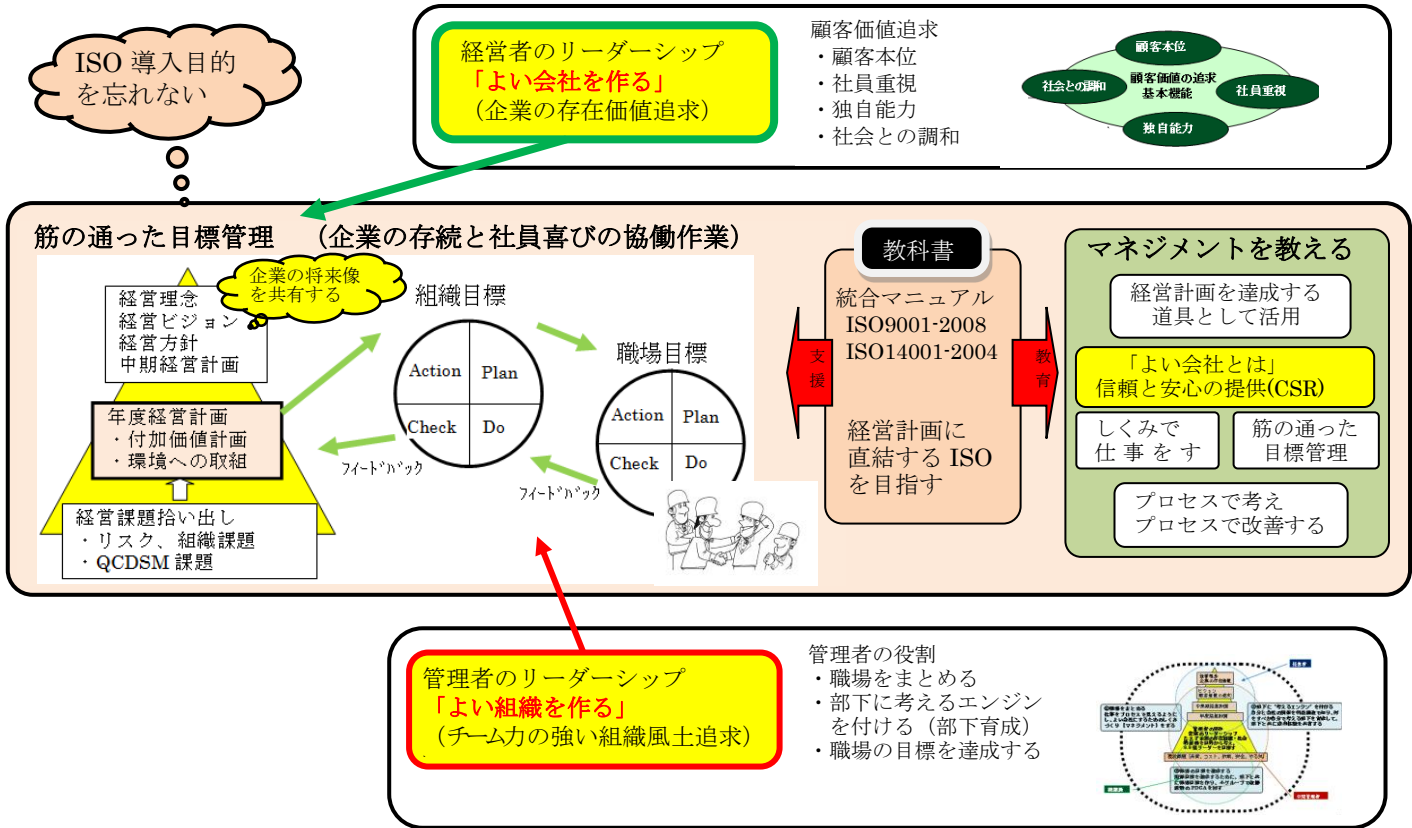 ISO 導入目的
を忘れない
経営者のリーダーシップ
「よい会社を作る」
（企業の存在価値追求）
顧客価値追求
・顧客本位
・社員重視
・独自能力
・社会との調和
顧客本位
社会との調和
顧客価値の追求
基本機能
社員重視
独自能力
筋の通った目標管理　（企業の存続と社員喜びの協働作業）
企業の将来像
を共有する
経営理念
経営ビジョン
経営方針
中期経営計画
年度経営計画
・付加価値計画
・環境への取組
経営課題拾い出し
・リスク、組織課題
・QCDSM 課題
組織目標
Action
Plan
Check
Do
ﾌｨｰﾄﾞﾊﾞｯｸ
職場目標
Action
Plan
Check
Do
ﾌｨｰﾄﾞﾊﾞｯｸ
教科書
統合マニュアル
ISO9001-2008
ISO14001-2004
経営計画に
直結する ISO
を目指す
支援
教育
マネジメントを教える
経営計画を達成する
道具として活用
「よい会社とは」
信頼と安心の提供(CSR)
しくみで
仕 事 を す
筋の通った
目標管理
プロセスで考え
プロセスで改善する
管理者のリーダーシップ
「よい組織を作る」
（チーム力の強い組織風土追求）
管理者の役割
・職場をまとめる
・部下に考えるエンジン
を付ける（部下育成）
・職場の目標を達成する